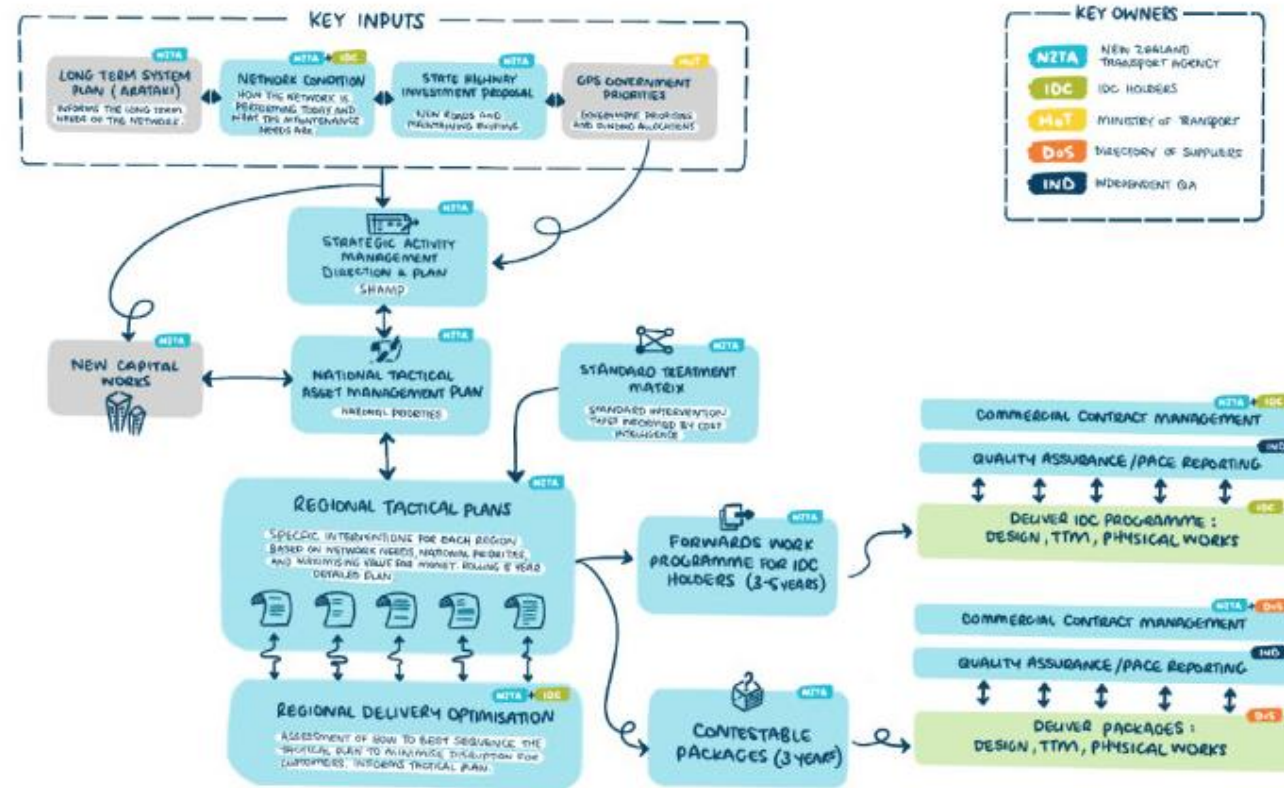 KEY INPUTS
NZTA
LONG TERM SYSTEM
PLAN (ARATAKI)
INFORMS THE LONG TERM
NEEDS OF THE NETWORK.
NZTA + IDC
NETWORK CONDITION
HOW THE NETWORK IS
PERFORMING TODAY AND
WHAT THE MAINTENANCE
NEEDS ARE.
NZTA
STATE HIGHWAY
INVESTMENT PROPOSAL
NEW ROADS AND
MAINTAINING EXISTING
MoT
GPS GOVERNMENT
PRIORITIES
GOVERNMENT PRIORITIES
AND FUNDING ALLOCATIONS
KEY OWNERS
NZTA NEW ZEALAND
TRANSPORT AGENCY
IDC IDC HOLDERS
MoT MINISTRY OF TRANSPORT
DoS DIRECTORY OF SUPPLIERS
IND INDEPENDENT QA
NZTA
STRATEGIC ACTIVITY
MANAGEMENT
DIRECTION & PLAN
SHAMP
NZTA
NEW CAPITAL
WORKS
NZTA
NATIONAL TACTICAL
ASSET MANAGEMENT PLAN
NATIONAL PRIORITIES
NZTA
STANDARD TREATMENT
MATRIX
STANDARD INTERVENTION
TYPES INFORMED BY COST
INTELLIGENCE
NZTA
REGIONAL TACTICAL PLANS
SPECIFIC INTERVENTIONS FOR EACH REGION
BASED ON NETWORK NEEDS, NATIONAL PRIORITIES,
AND MAXIMISING VALUE FOR MONEY. ROLLING 5 YEAR
DETAILED PLAN
NZTA + IDC
REGIONAL DELIVERY OPTIMISATION
ASSESSMENT OF HOW TO BEST SEQUENCE THE
TACTICAL PLAN TO MINIMISE DISRUPTION FOR
CUSTOMERS. INFORMS TACTICAL PLAN.
NZTA
FORWARDS WORK
PROGRAMME FOR IDC
HOLDERS (3-5 YEARS)
NZTA
CONTESTABLE
PACKAGES (3 YEARS)
NZTA + IDC
COMMERCIAL CONTRACT MANAGEMENT
IND
QUALITY ASSURANCE/PACE REPORTING
IDC
DELIVER IDC PROGRAMME:
DESIGN, TTM, PHYSICAL WORKS
NZTA + DoS
COMMERCIAL CONTRACT MANAGEMENT
IND
QUALITY ASSURANCE/PACE REPORTING
DoS
DELIVER PACKAGES:
DESIGN, TTM, PHYSICAL WORKS